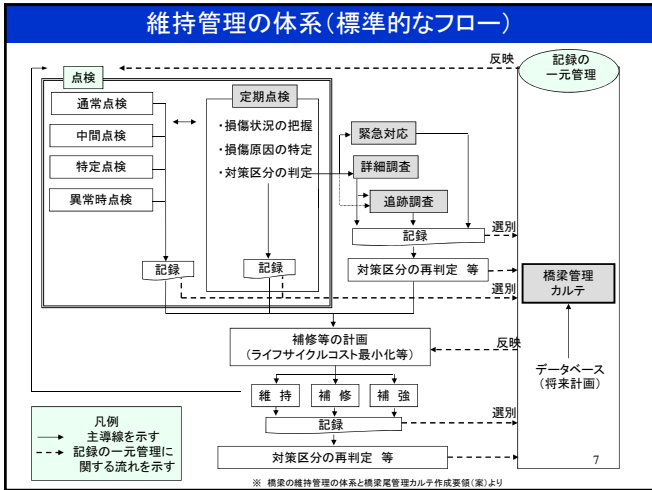 維持管理の体系(標準的なフロー)
反映
記録の
一元管理
点検
通常点検
中間点検
特定点検
異常時点検
定期点検
・損傷状況の把握
・損傷原因の特定
・対策区分の判定
緊急対応
詳細調査
追跡調査
記録
選別
対策区分の再判定 等
記録
記録
選別
橋梁管理
カルテ
補修等の計画
(ライフサイクルコスト最小化等)
反映
データベース
(将来計画)
維 持
補 修
補 強
記録
選別
対策区分の再判定 等
凡例
主導線を示す
記録の一元管理に
関する流れを示す
7
※ 橋梁の維持管理の体系と橋梁尾管理カルテ作成要領(案)より